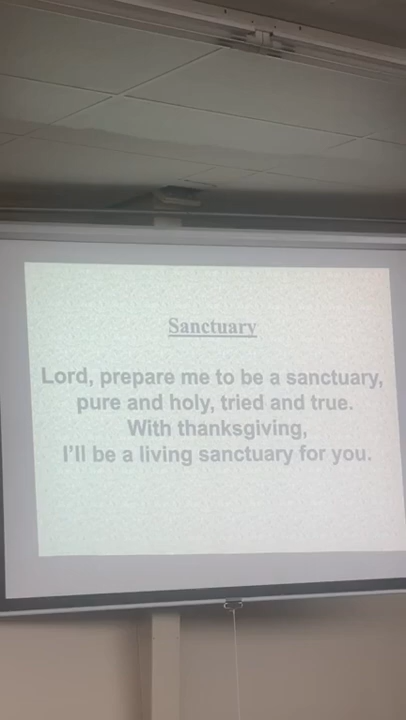 Sanctuary
Lord, prepare me to be a sanctuary,
pure and holy, tried and true.
With thanksgiving,
I'll be a living sanctuary for you.